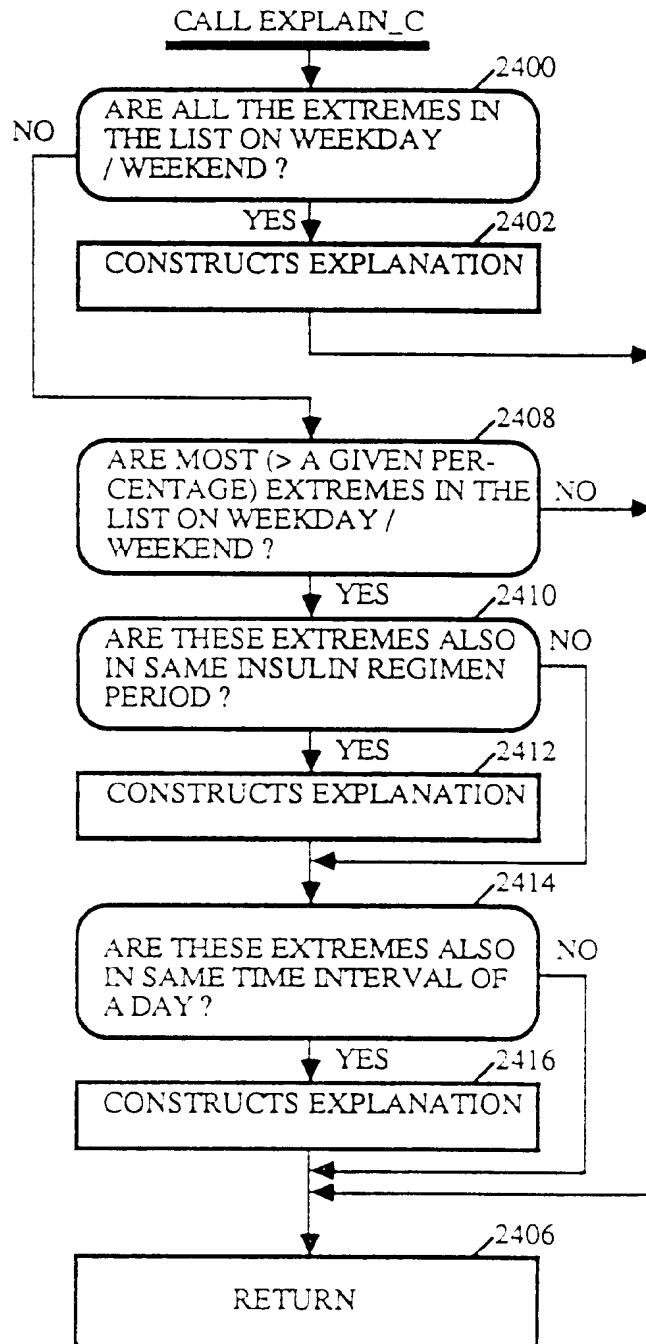 CALL EXPLAIN_C
2400
NO
ARE ALL THE EXTREMES IN
THE LIST ON WEEKDAY
/ WEEKEND ?
YES
2402
CONSTRUCTS EXPLANATION
2408
ARE MOST (> A GIVEN PER-
CENTAGE) EXTREMES IN THE
LIST ON WEEKDAY /
WEEKEND ?
NO
YES
2410
ARE THESE EXTREMES ALSO
IN SAME INSULIN REGIMEN
PERIOD ?
NO
YES
2412
CONSTRUCTS EXPLANATION
2414
ARE THESE EXTREMES ALSO
IN SAME TIME INTERVAL OF
A DAY ?
NO
YES
2416
CONSTRUCTS EXPLANATION
2406
RETURN